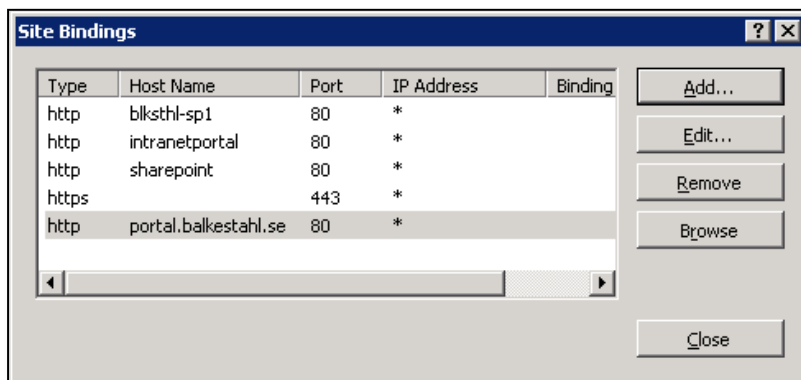 Site Bindings
Type Host Name Port IP Address Binding
http blksthl-sp1 80 *
http intranetportal 80 *
http sharepoint 80 *
https 443 *
http portal.balkestahl.se 80 *
Add...
Edit...
Remove
Browse
Close